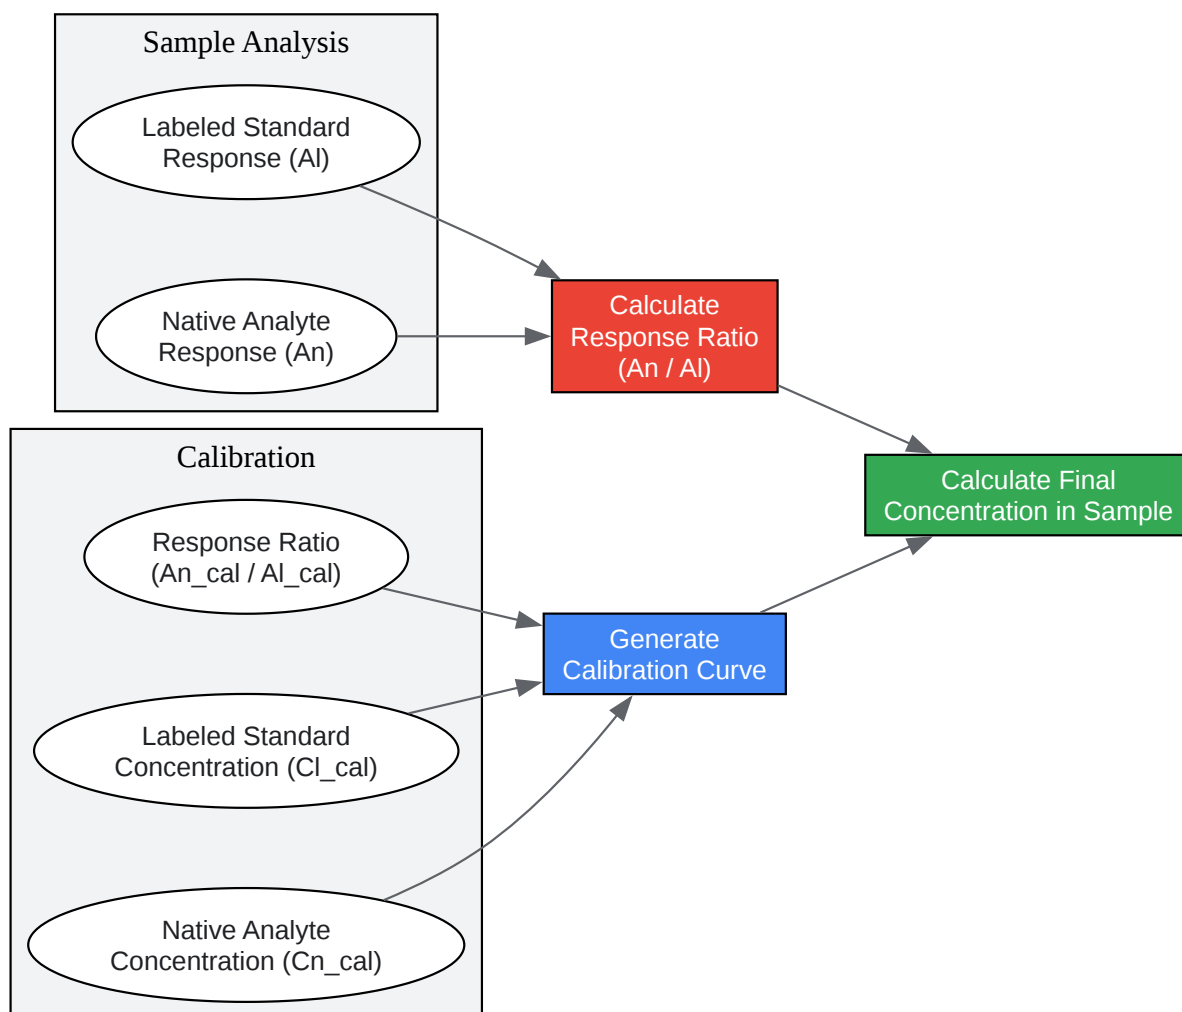 Sample Analysis
Labeled Standard
Response (Al)
Native Analyte
Response (An)
Calculate
Response Ratio
(An / Al)
Calculate Final
Concentration in Sample
Calibration
Response Ratio
(An_cal / Al_cal)
Generate
Calibration Curve
Labeled Standard
Concentration (Cl_cal)
Native Analyte
Concentration (Cn_cal)